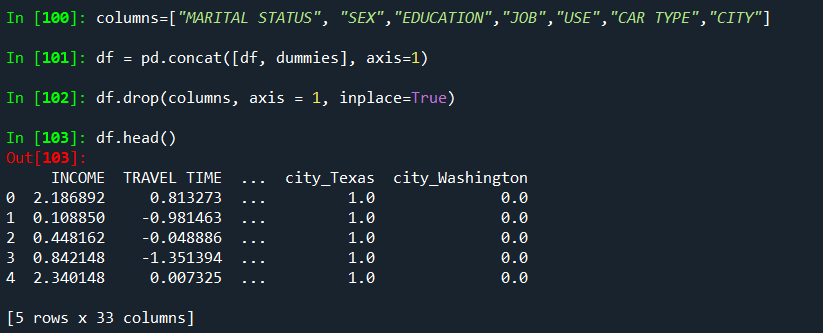 In [100]: columns=["MARITAL STATUS", "SEX","EDUCATION","JOB","USE","CAR TYPE","CITY"]
In [101]: df = pd.concat([df, dummies], axis=1)
In [102]: df.drop(columns, axis = 1, inplace=True)
In [103]: df.head()
Out[103]:
INCOME TRAVEL TIME ... city_Texas city_Washington
0 2.186892 0.813273 ... 1.0 0.0
1 0.108850 -0.981463 ... 1.0 0.0
2 0.448162 -0.048886 ... 1.0 0.0
3 0.842148 -1.351394 ... 1.0 0.0
4 2.340148 0.007325 ... 1.0 0.0
[5 rows x 33 columns]